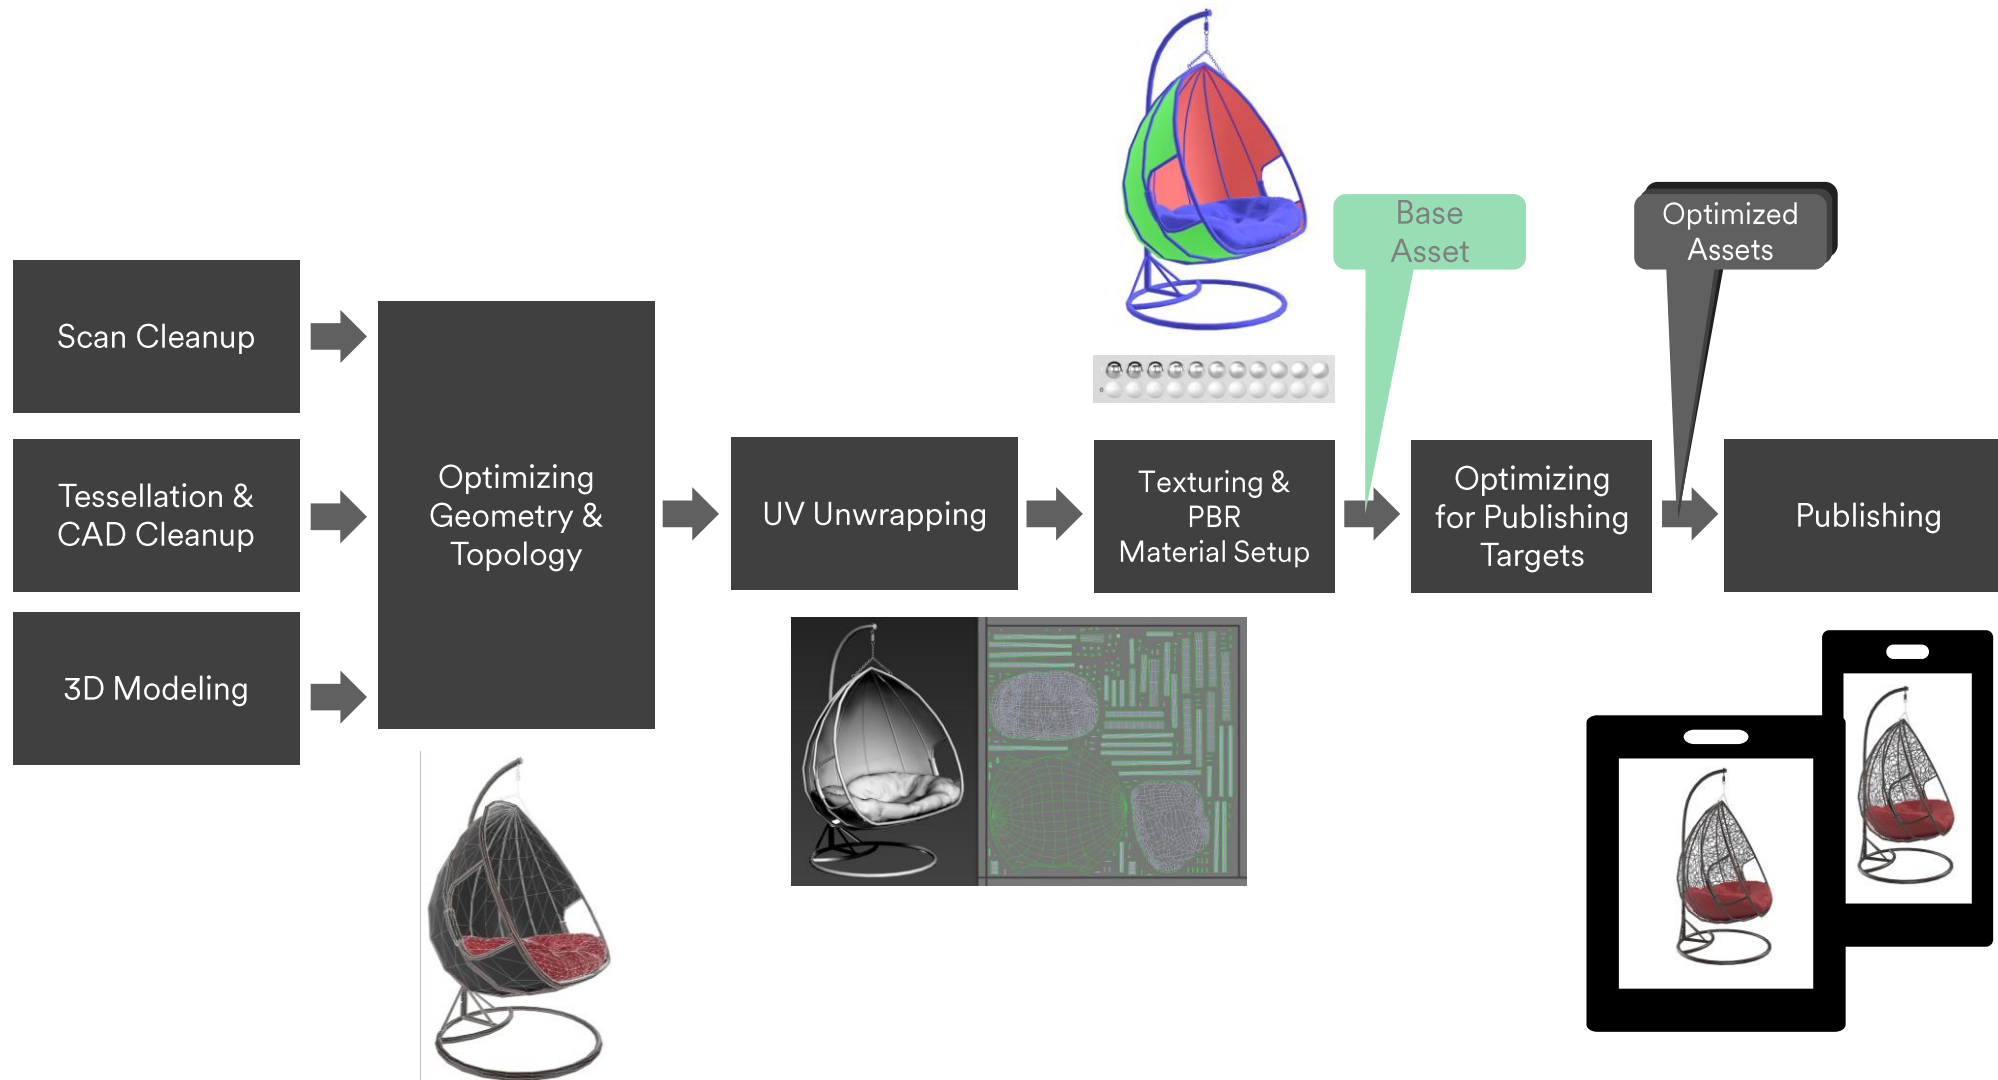 Scan Cleanup
Tessellation &
CAD Cleanup
3D Modeling
Optimizing
Geometry &
Topology
UV Unwrapping
Texturing &
PBR
Material Setup
Base
Asset
Optimizing
for Publishing
Targets
Optimized
Assets
Publishing